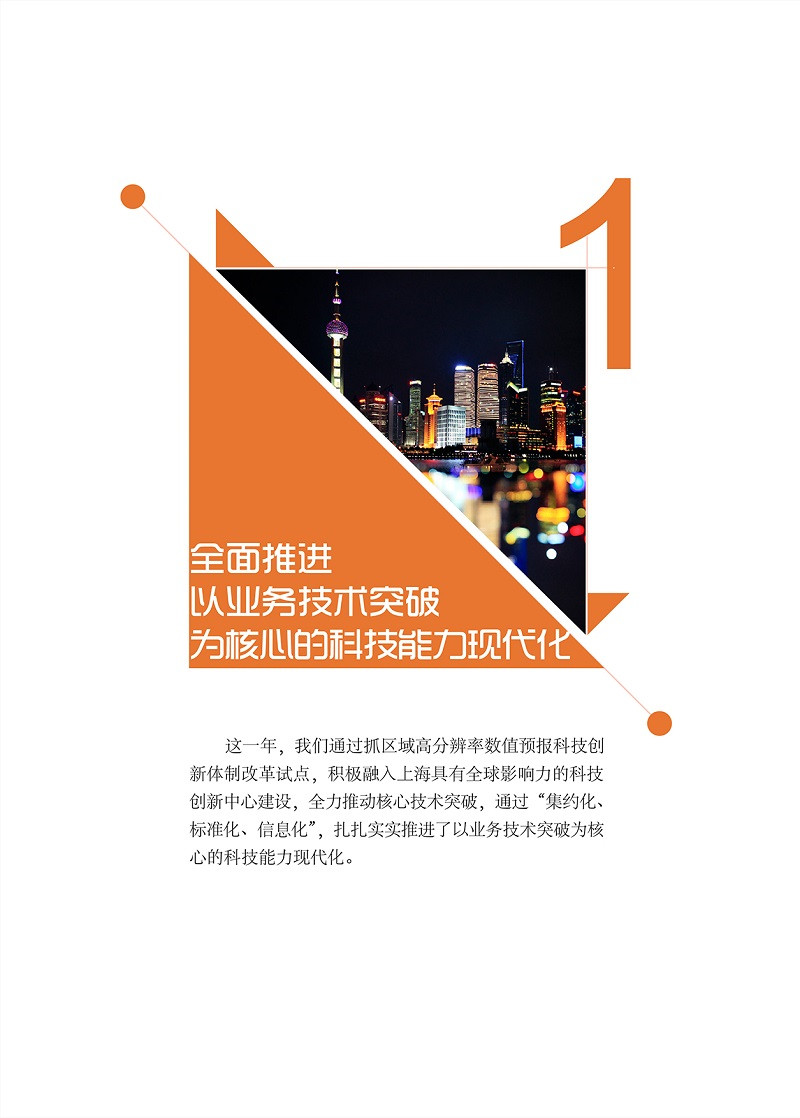 1
全面推进
以业务技术突破
为核心的科技能力现代化
这一年，我们通过抓区域高分辨率数值预报科技创
新体制改革试点，积极融入上海具有全球影响力的科技
创新中心建设，全力推动核心技术突破，通过“集约化、
标准化、信息化”，扎扎实实推进了以业务技术突破为核
心的科技能力现代化。